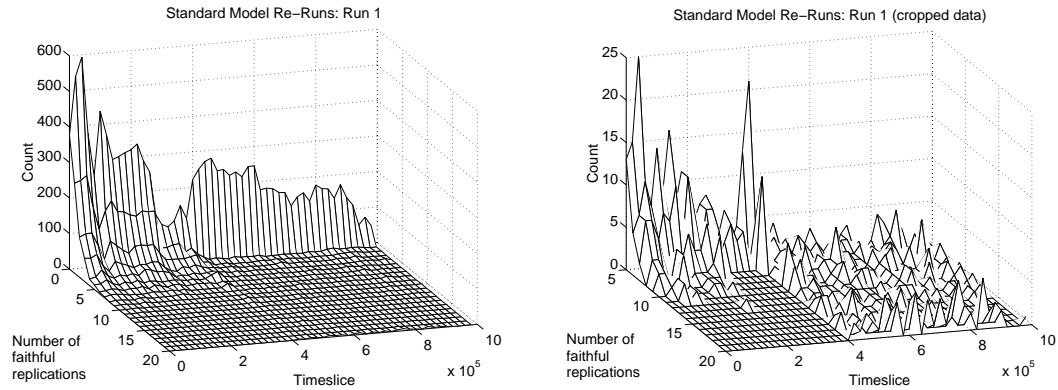 Standard Model Re−Runs: Run 1
600
500
400
300
200
100
0
Count
0
5
10
15
20
Number of
faithful
replications
0
2
4
6
8
10
x 10^5
Timeslice
Standard Model Re−Runs: Run 1 (cropped data)
25
20
15
10
5
0
Count
5
10
15
20
Number of
faithful
replications
0
2
4
6
8
10
x 10^5
Timeslice